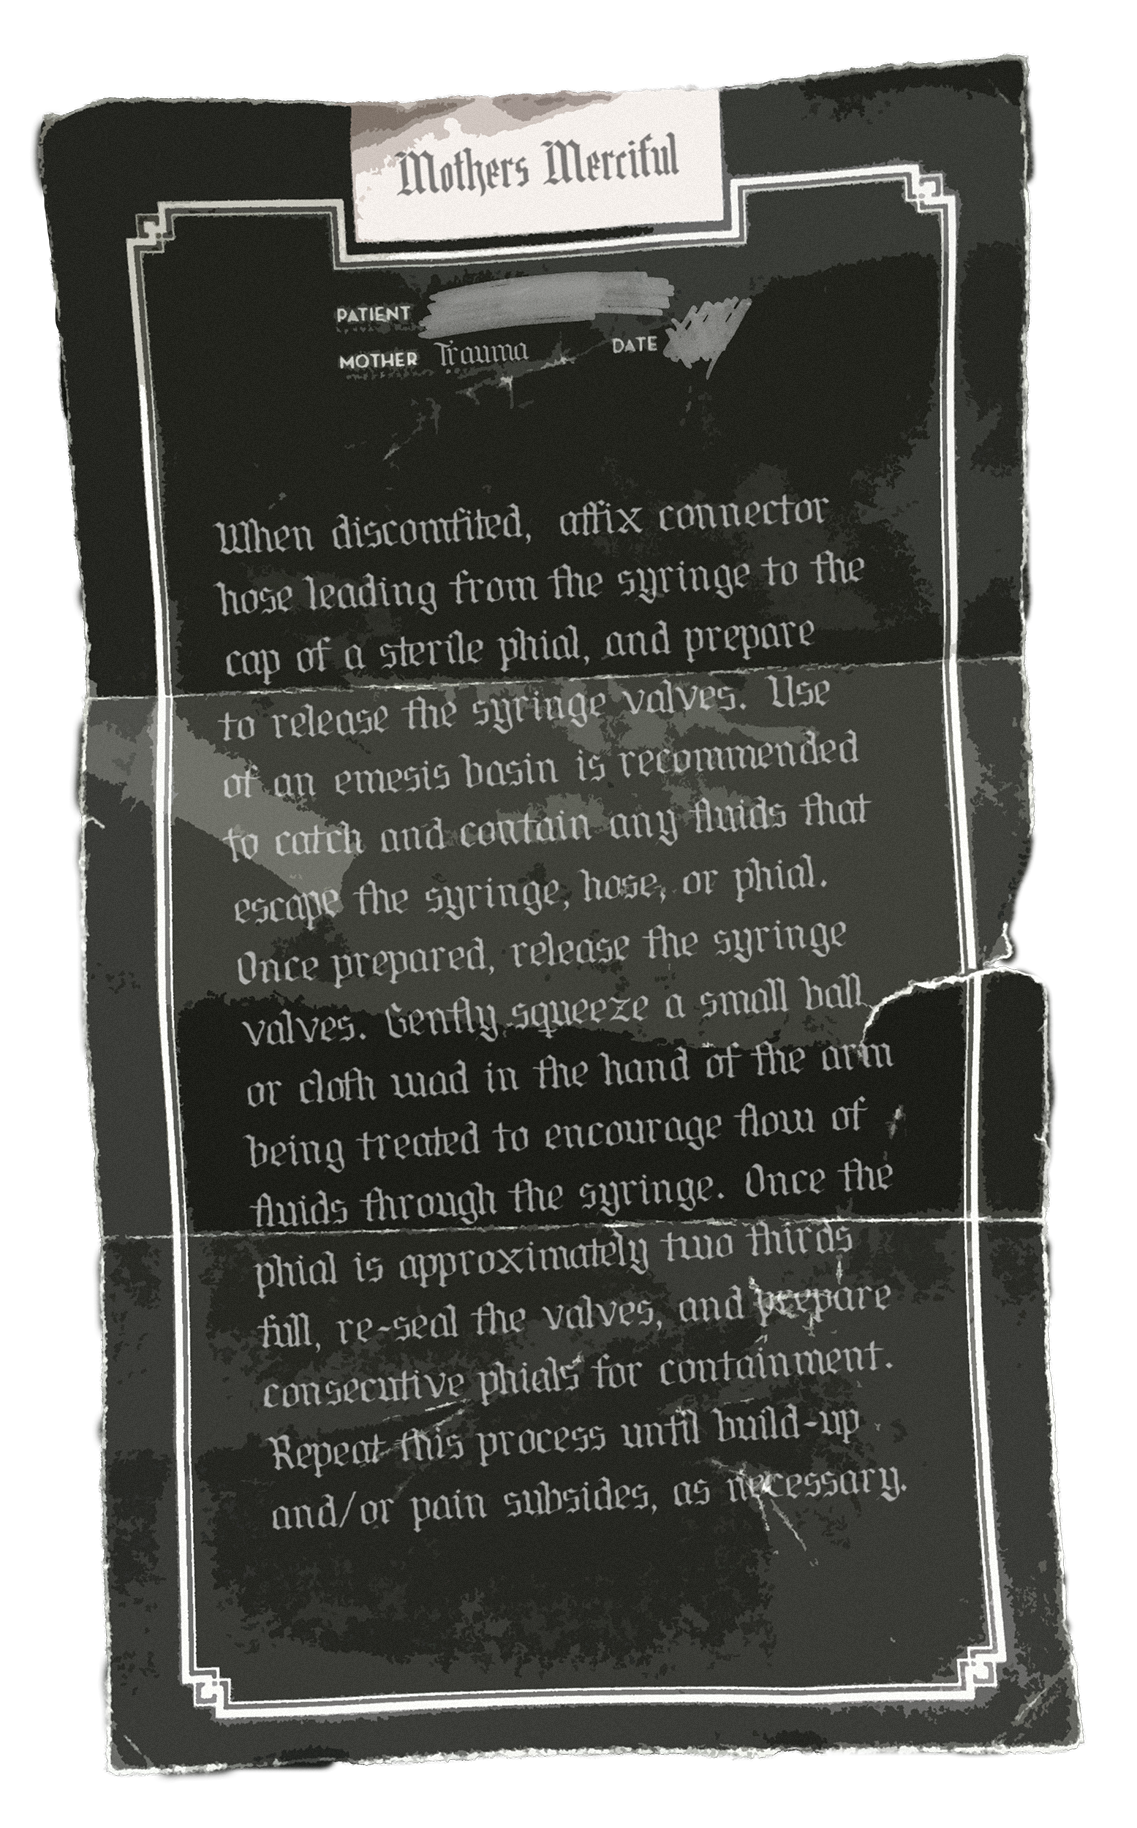 Mothers Merciful
PATIENT
MOTHER Trauma DATE
When discomfited, affix connector
hose leading from the syringe to the
cap of a sterile phial, and prepare
to release the syringe valves. Use
of an emesis basin is recommended
to catch and contain any fluids that
escape the syringe, hose, or phial.
Once prepared, release the syringe
valves. Gently squeeze a small ball
or cloth wad in the hand of the arm
being treated to encourage flow of
fluids through the syringe. Once the
phial is approximately two thirds
full, re-seal the valves, and prepare
consecutive phials for containment.
Repeat this process until build-up
and/or pain subsides, as necessary.